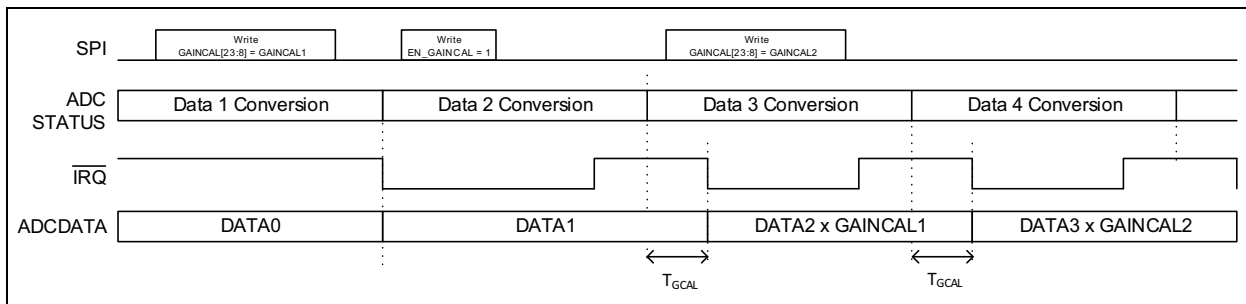 SPI
Write
GAINCAL[23:8] = GAINCAL1
Write
EN_GAINCAL = 1
Write
GAINCAL[23:8] = GAINCAL2
ADC
STATUS
Data 1 Conversion
Data 2 Conversion
Data 3 Conversion
Data 4 Conversion
IRQ
ADCDATA
DATA0
DATA1
DATA2 x GAINCAL1
DATA3 x GAINCAL2
TGCAL
TGCAL